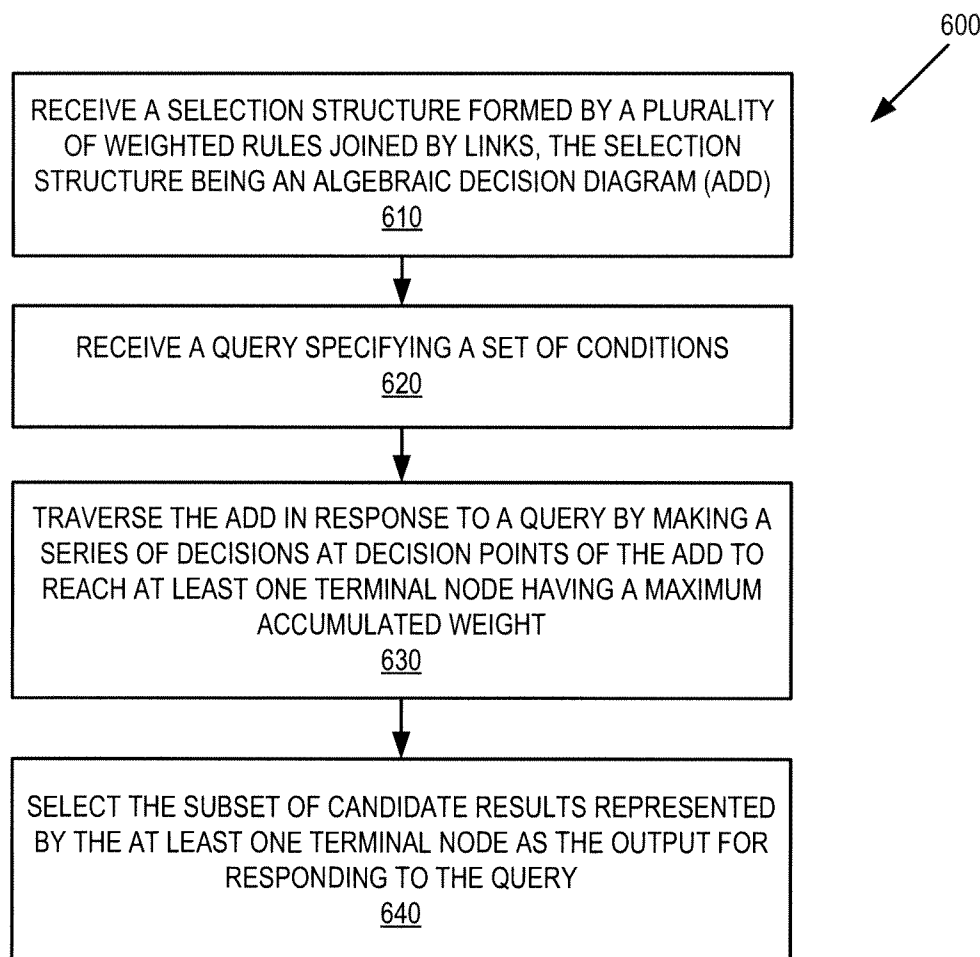 600
RECEIVE A SELECTION STRUCTURE FORMED BY A PLURALITY
OF WEIGHTED RULES JOINED BY LINKS, THE SELECTION
STRUCTURE BEING AN ALGEBRAIC DECISION DIAGRAM (ADD)
610
RECEIVE A QUERY SPECIFYING A SET OF CONDITIONS
620
TRAVERSE THE ADD IN RESPONSE TO A QUERY BY MAKING A
SERIES OF DECISIONS AT DECISION POINTS OF THE ADD TO
REACH AT LEAST ONE TERMINAL NODE HAVING A MAXIMUM
ACCUMULATED WEIGHT
630
SELECT THE SUBSET OF CANDIDATE RESULTS REPRESENTED
BY THE AT LEAST ONE TERMINAL NODE AS THE OUTPUT FOR
RESPONDING TO THE QUERY
640